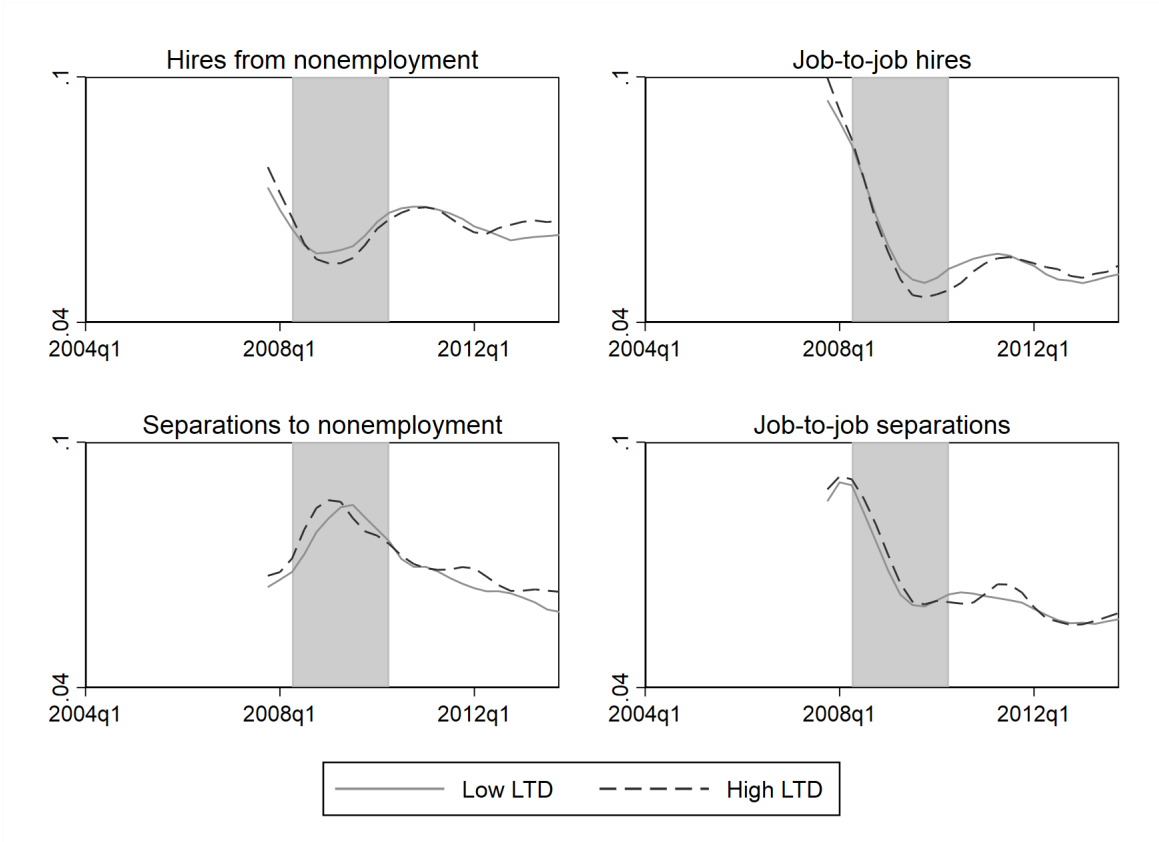 Hires from nonemployment
.1
.04
2004q1 2008q1 2012q1
Job-to-job hires
.1
.04
2004q1 2008q1 2012q1
Separations to nonemployment
.1
.04
2004q1 2008q1 2012q1
Job-to-job separations
.1
.04
2004q1 2008q1 2012q1
Low LTD High LTD